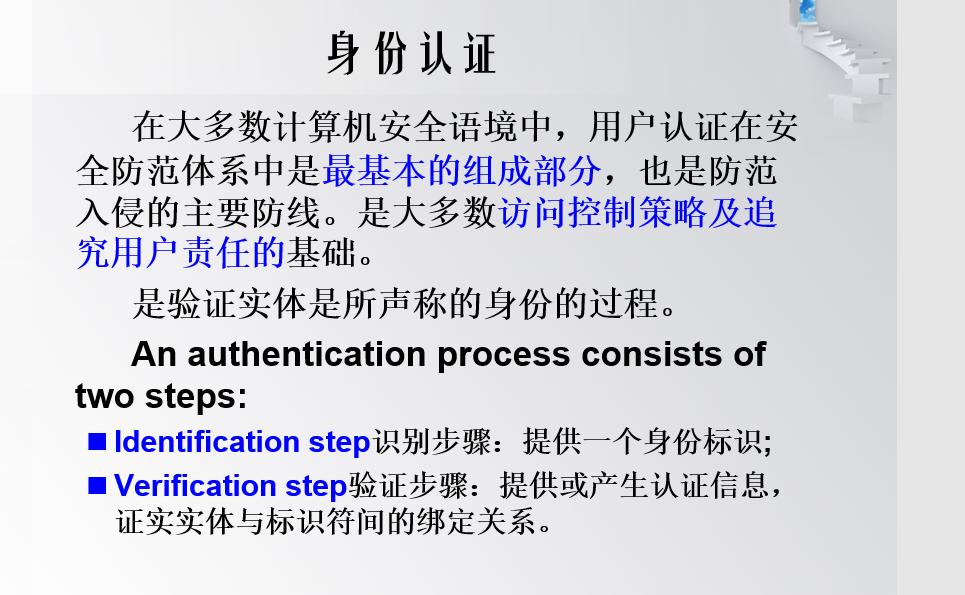 身份认证
在大多数计算机安全语境中，用户认证在安
全防范体系中是最基本的组成部分，也是防范
入侵的主要防线。是大多数访问控制策略及追
究用户责任的基础。
是验证实体是所声称的身份的过程。
An authentication process consists of
two steps:
■ Identification step识别步骤：提供一个身份标识;
■ Verification step验证步骤：提供或产生认证信息，
证实实体与标识符间的绑定关系。